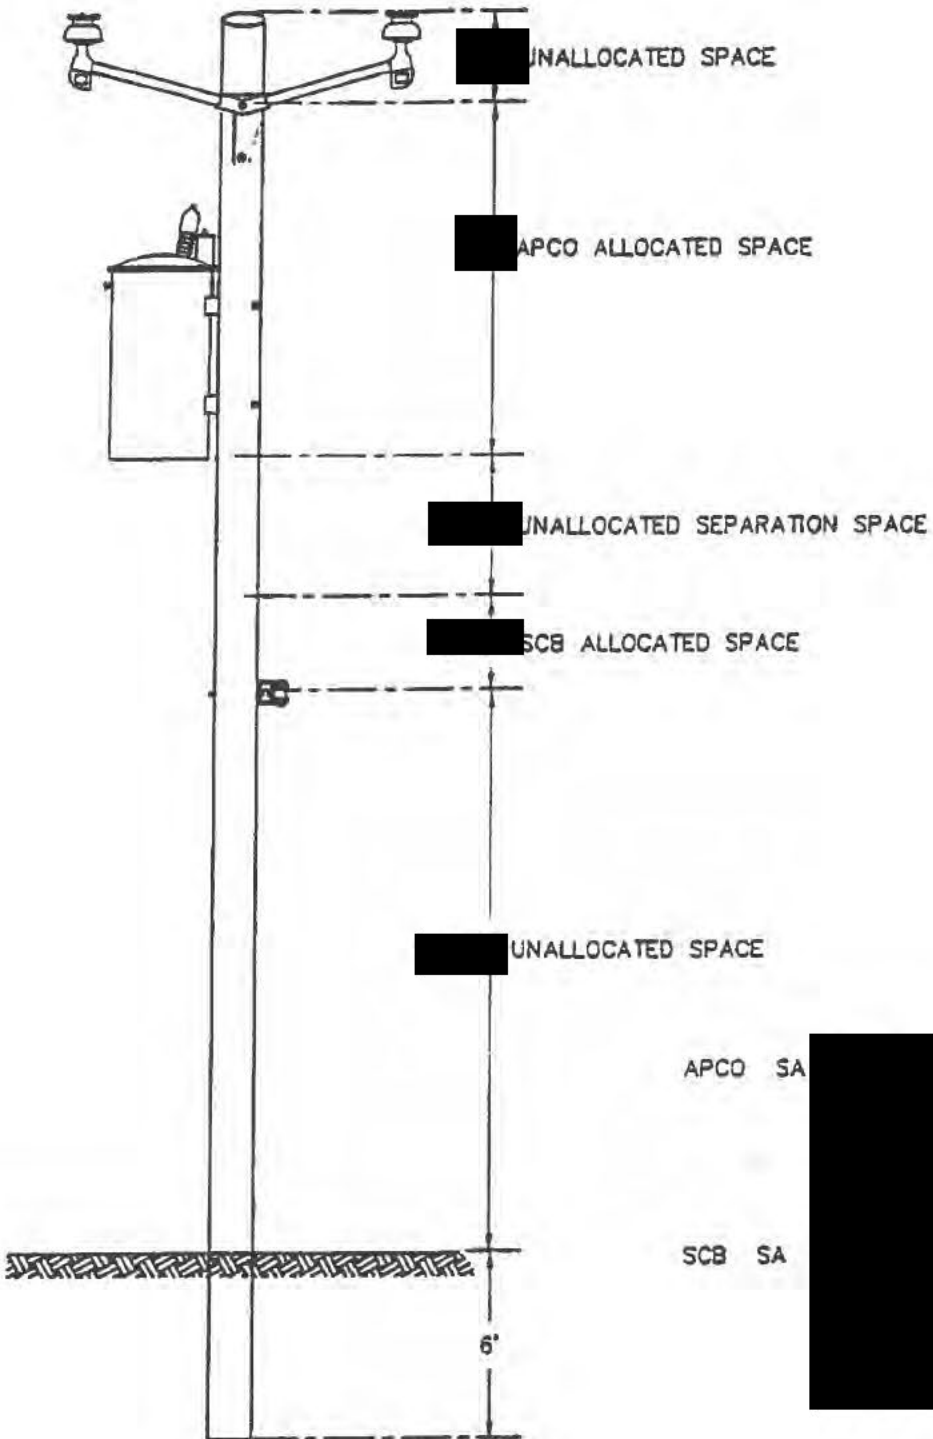 UNALLOCATED SPACE
APCO ALLOCATED SPACE
UNALLOCATED SEPARATION SPACE
SCB ALLOCATED SPACE
UNALLOCATED SPACE
APCO SA
SCB SA
6'